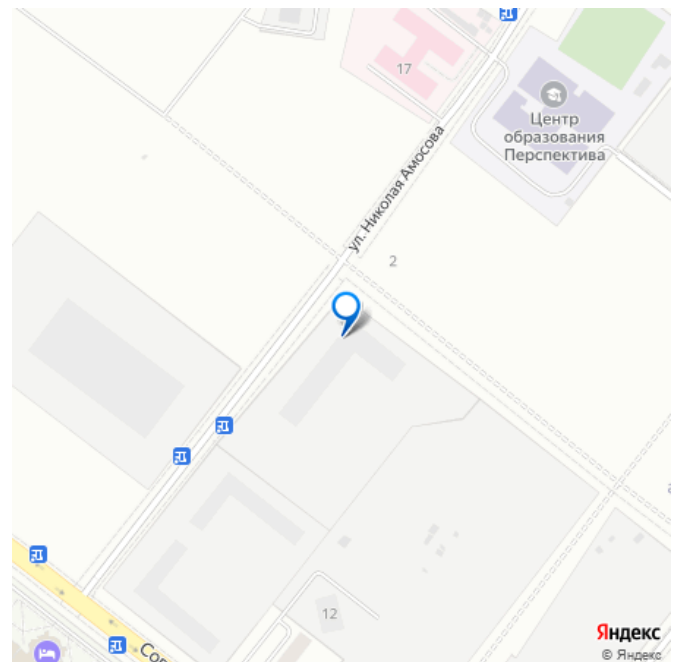 17
Центр
образования
Перспектива
ул. Николая Амосова
2
12
Яндекс
© Яндекс